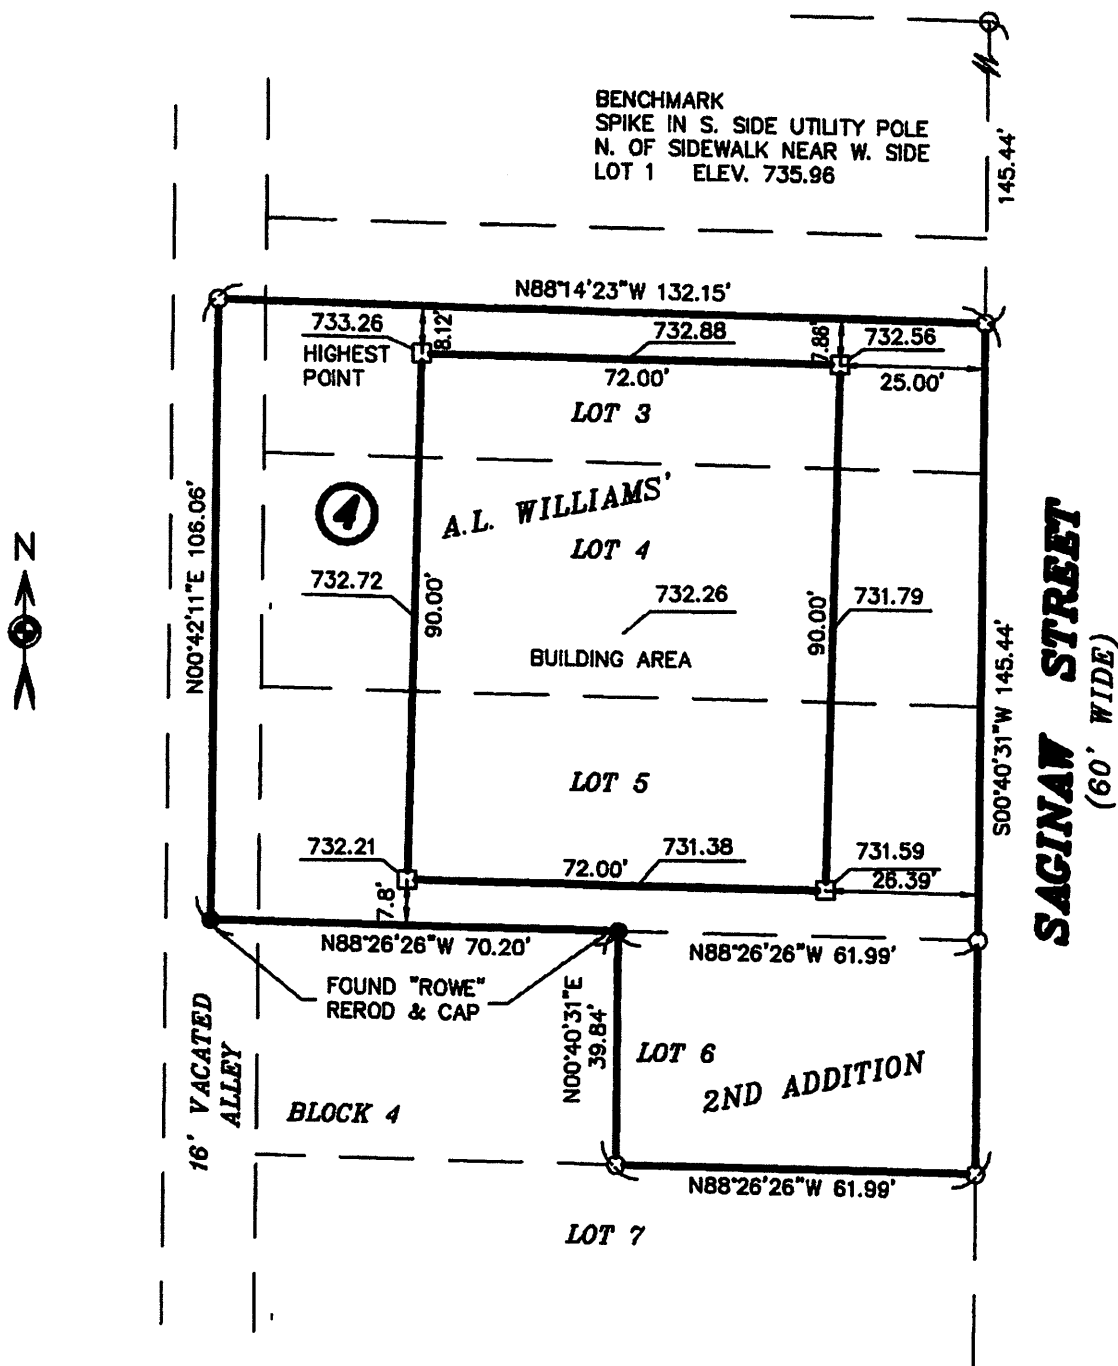 BENCHMARK
SPIKE IN S. SIDE UTILITY POLE
N. OF SIDEWALK NEAR W. SIDE
LOT 1 ELEV. 735.96
145.44'
N88°14'23"W 132.15'
733.26
HIGHEST
POINT
8.12'
732.88
72.00'
7.86'
732.56
25.00'
LOT 3
N00°42'11"E 106.06'
4
A.L. WILLIAMS'
LOT 4
N
732.72
90.00'
732.26
BUILDING AREA
90.00'
731.79
S00°40'31"W 145.44'
SAGINAW STREET
(60' WIDE)
LOT 5
732.21
72.00'
731.38
731.59
26.39'
7.8'
N88°26'26"W 70.20'
N88°26'26"W 61.99'
FOUND "ROWE"
REROD & CAP
N00°40'31"E
39.84'
LOT 6
2ND ADDITION
16' VACATED
ALLEY
BLOCK 4
N88°26'26"W 61.99'
LOT 7